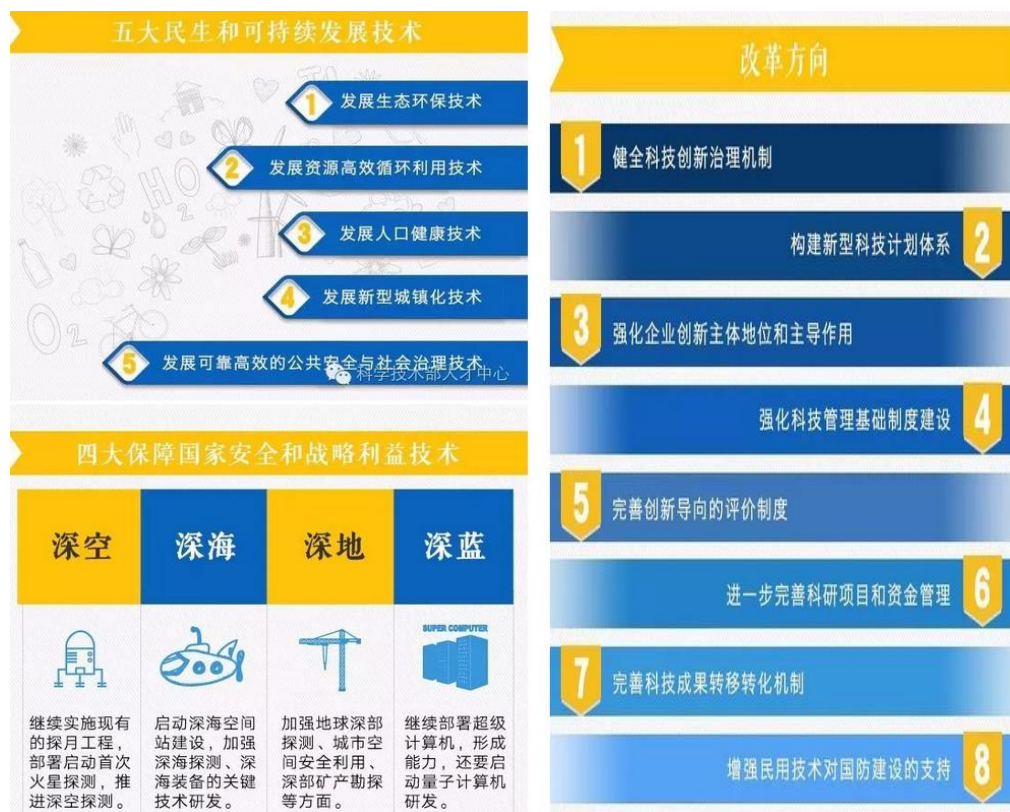 五大民生和可持续发展技术
1 发展生态环保技术
2 发展资源高效循环利用技术
3 发展人口健康技术
4 发展新型城镇化技术
5 发展可靠高效的公共安全与社会治理技术
科学技术部人才中心
四大保障国家安全和战略利益技术
深空
深海
深地
深蓝
SUPER COMPUTER
继续实施现有
的探月工程，
部署启动首次
火星探测，推
进深空探测。
启动深海空间
站建设，加强
深海探测、深
海装备的关键
技术研发。
加强地球深部
探测、城市空
间安全利用、
深部矿产勘探
等方面。
继续部署超级
计算机，形成
能力，还要启
动量子计算机
研发。
改革方向
1 健全科技创新治理机制
构建新型科技计划体系 2
3 强化企业创新主体地位和主导作用
强化科技管理基础制度建设 4
5 完善创新导向的评价制度
进一步完善科研项目和资金管理 6
7 完善科技成果转移转化机制
增强民用技术对国防建设的支持 8
H2O
O2